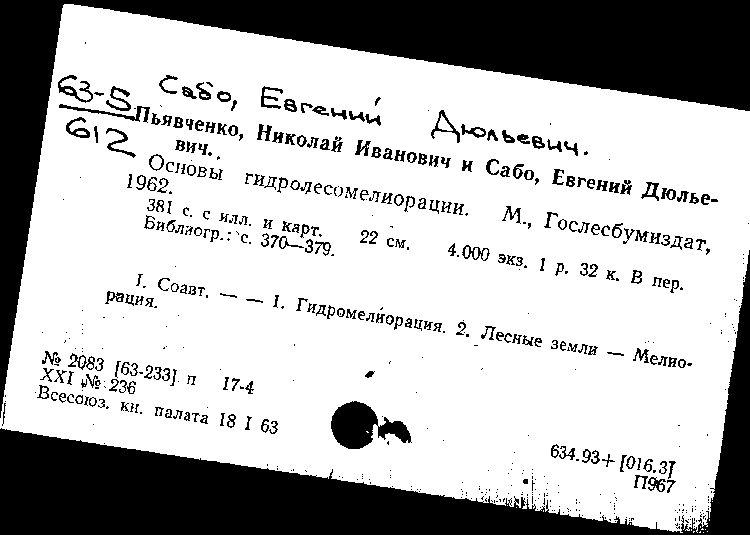 Сабо, Евгений Дюльевич.
63-5
612
Пьявченко, Николай Иванович и Сабо, Евгений Дюлье-
вич.
Основы гидролесомелиорации. М., Гослесбумиздат,
1962.
381 с. с илл. и карт. 22 см. 4.000 экз. 1 р. 32 к. В пер.
Библиогр.: с. 370—379.
I. Соавт. — — 1. Гидромелиорация. 2. Лесные земли — Мелио-
рация.
№ 2083 [63-233] п 17-4
XXI № 236
Всесоюз. кн. палата 18 I 63
634.93+[016.3]
П967